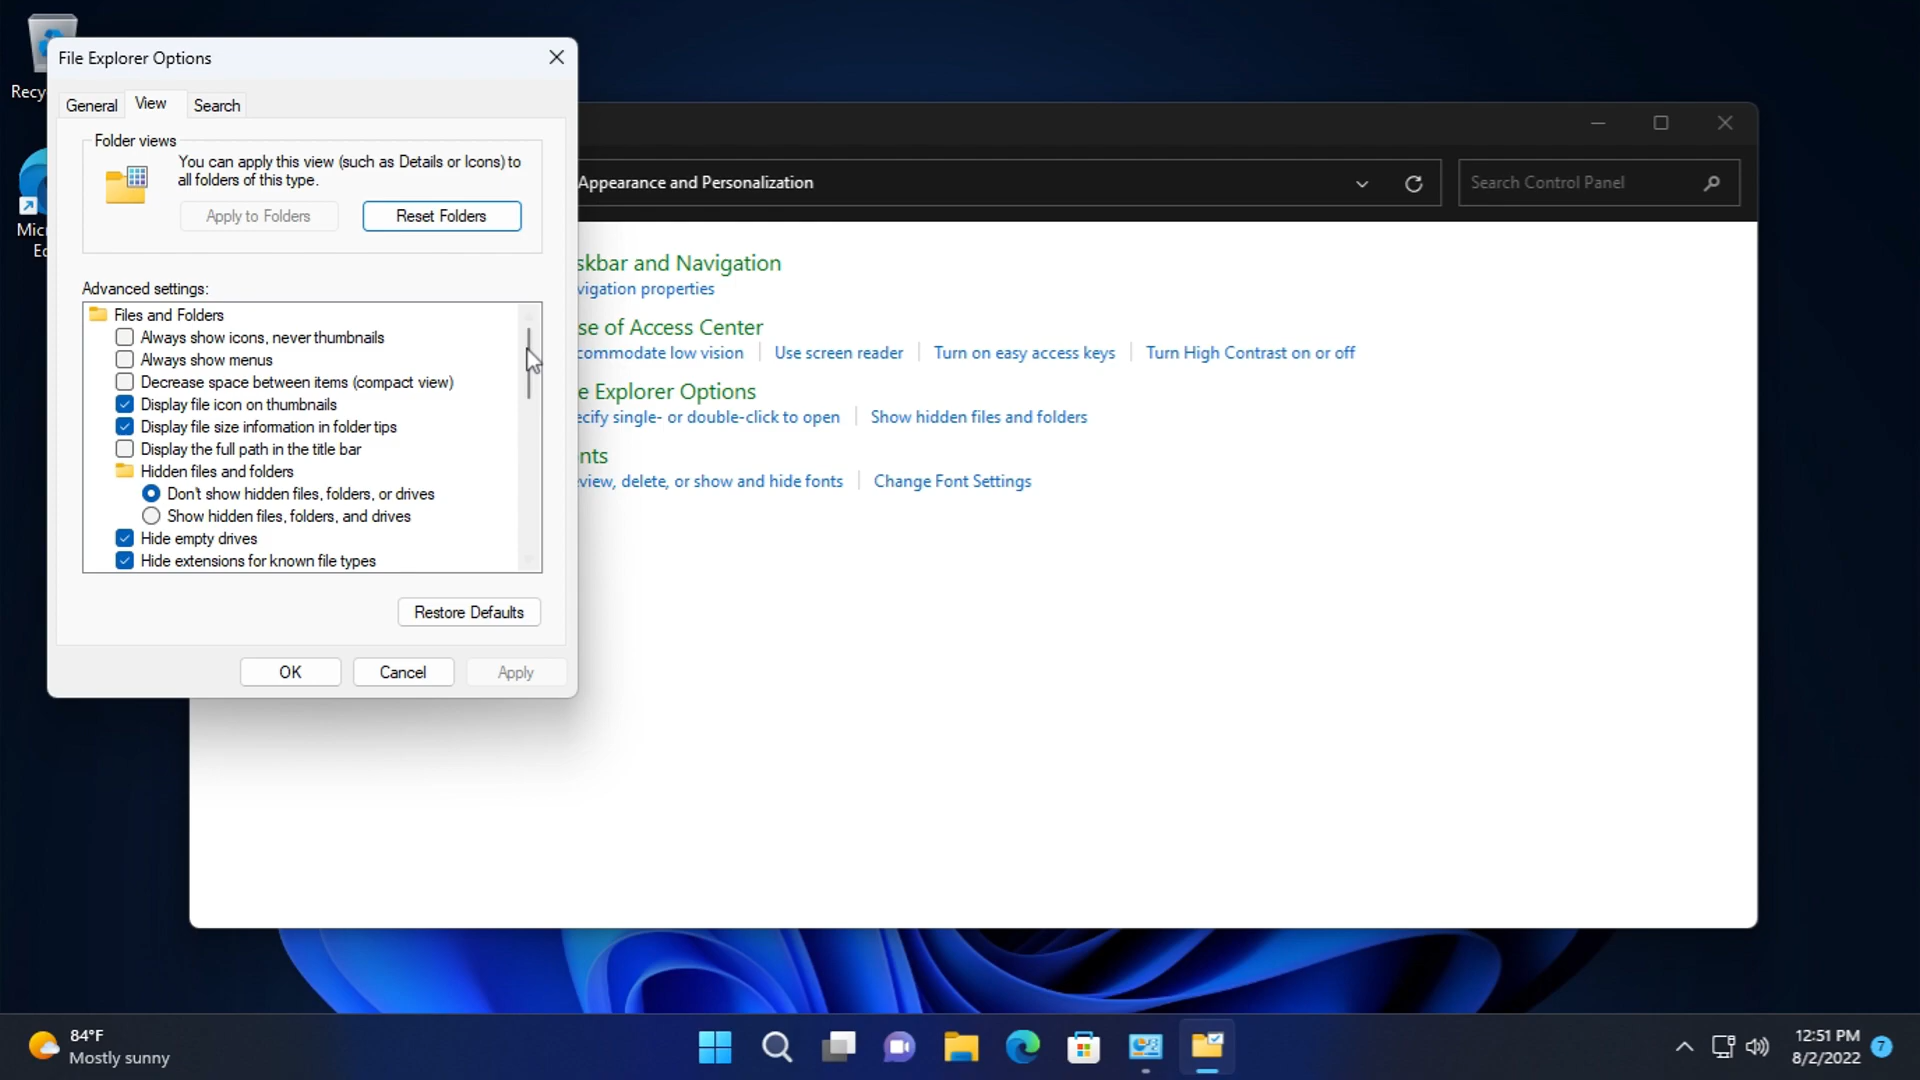 Recy
Micr
Ed
File Explorer Options
General
View
Search
Folder views
You can apply this view (such as Details or Icons) to
all folders of this type.
Apply to Folders
Reset Folders
Advanced settings:
Files and Folders
Always show icons, never thumbnails
Always show menus
Decrease space between items (compact view)
Display file icon on thumbnails
Display file size information in folder tips
Display the full path in the title bar
Hidden files and folders
Don't show hidden files, folders, or drives
Show hidden files, folders, and drives
Hide empty drives
Hide extensions for known file types
Restore Defaults
OK
Cancel
Apply
Appearance and Personalization
Search Control Panel
skbar and Navigation
vigation properties
se of Access Center
commodate low vision
Use screen reader
Turn on easy access keys
Turn High Contrast on or off
e Explorer Options
ecify single- or double-click to open
Show hidden files and folders
nts
eview, delete, or show and hide fonts
Change Font Settings
84°F
Mostly sunny
12:51 PM
8/2/2022
7